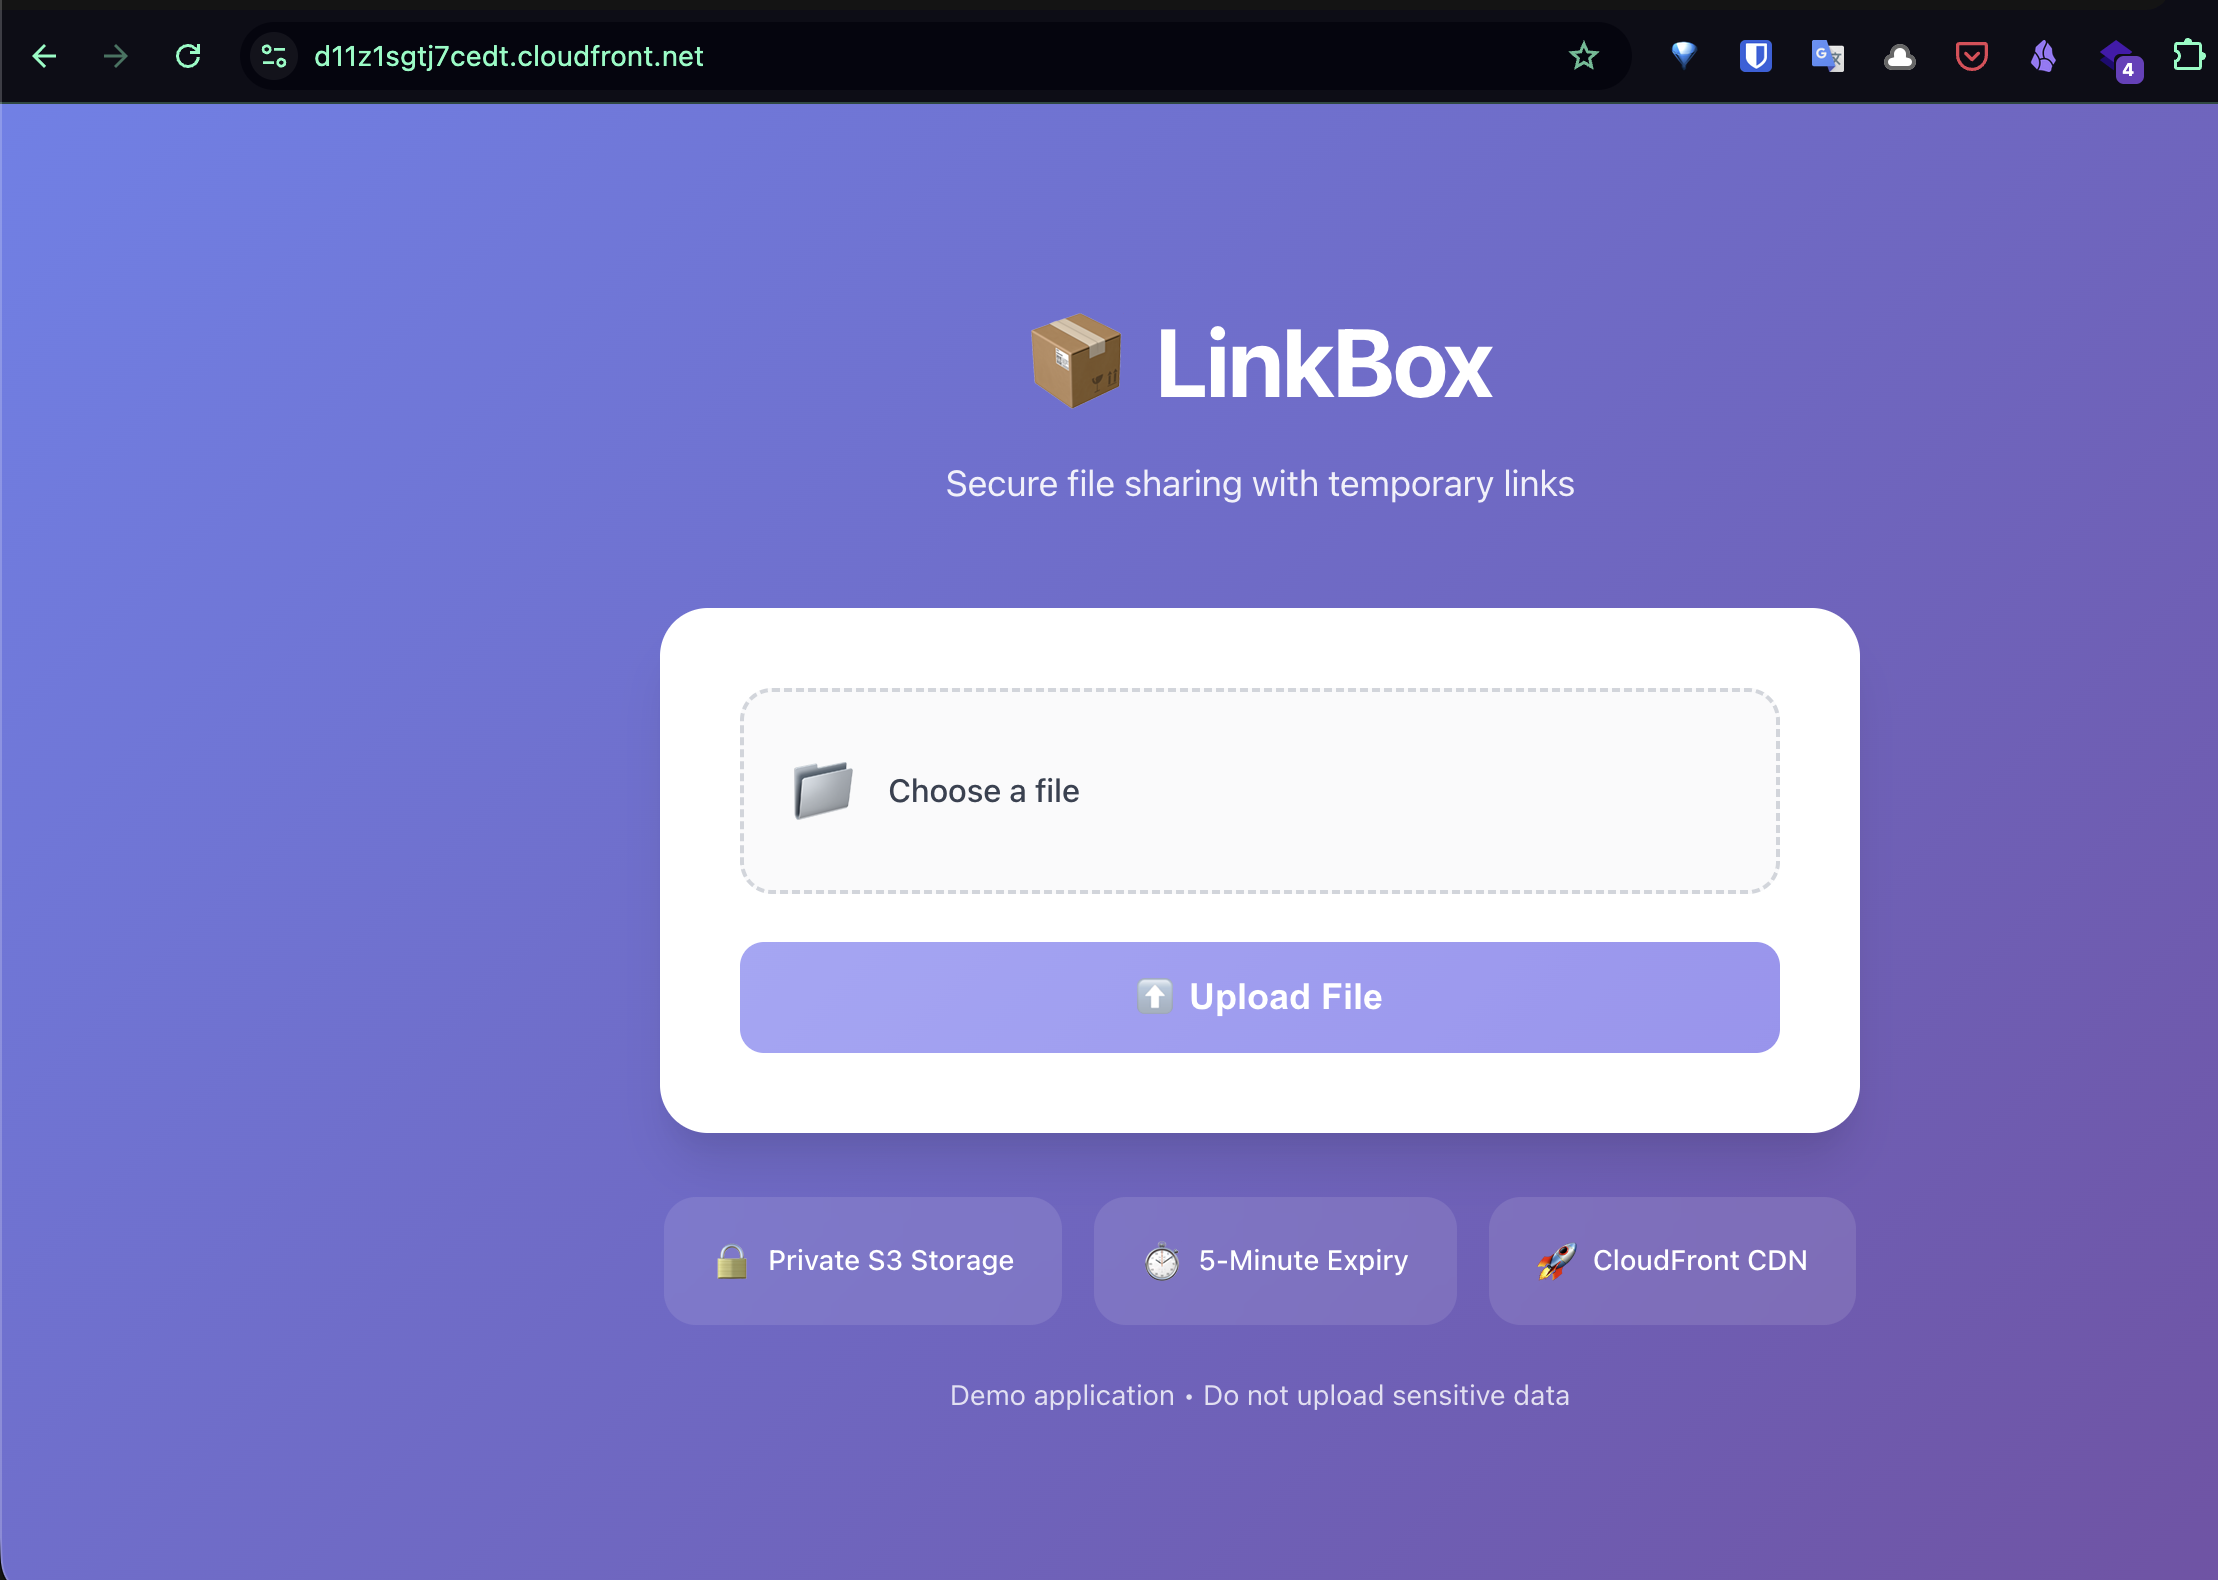 d11z1sgtj7cedt.cloudfront.net
4
LinkBox
Secure file sharing with temporary links
Choose a file
Upload File
Private S3 Storage
5-Minute Expiry
CloudFront CDN
Demo application • Do not upload sensitive data